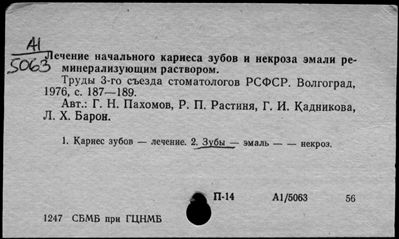 А1
5063
Лечение начального кариеса зубов и некроза эмали ре-
минерализующим раствором.
Труды 3-го съезда стоматологов РСФСР. Волгоград,
1976, с. 187—189.
Авт.: Г. Н. Пахомов, Р. П. Растиня, Г. И. Кадникова,
Л. Х. Барон.
1. Кариес зубов — лечение. 2. Зубы — эмаль — — некроз.
П-14 А1/5063 56
1247 СБМБ при ГЦНМБ